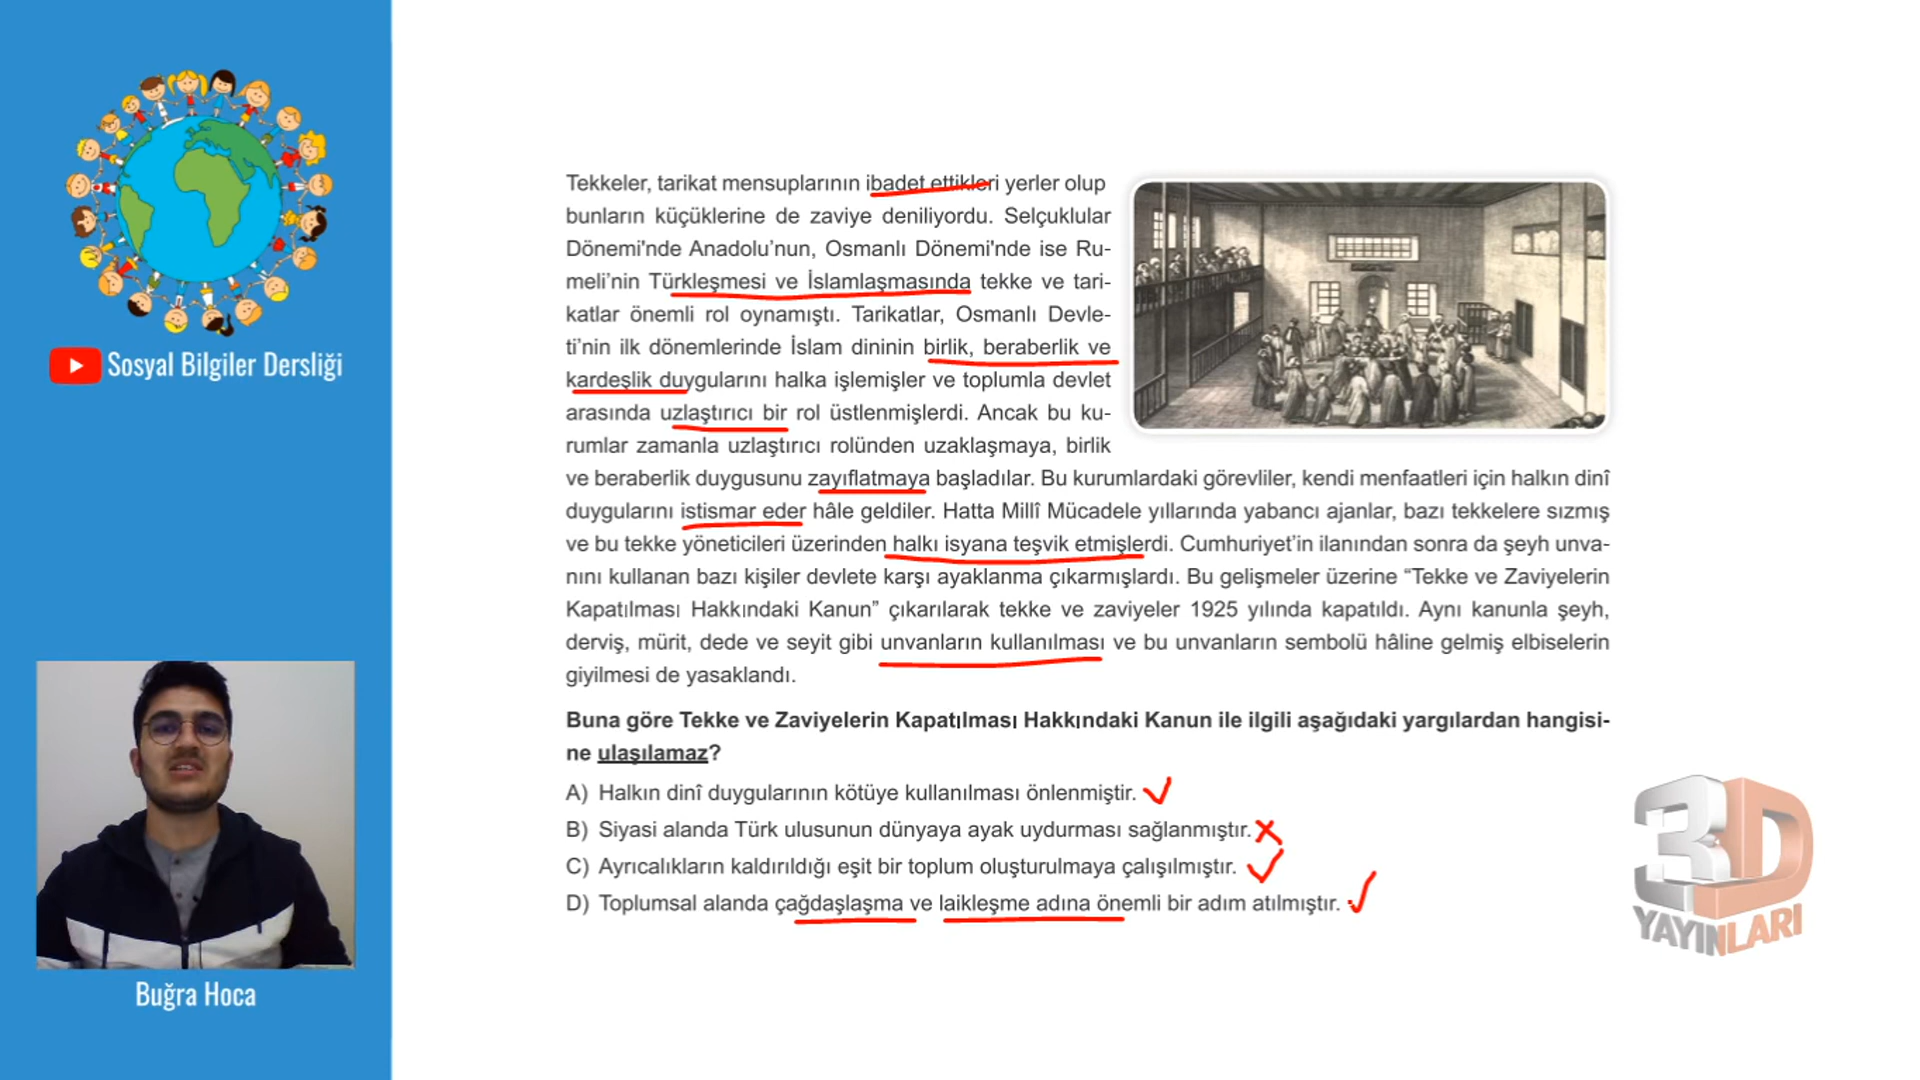 Sosyal Bilgiler Dersliği
Buğra Hoca
Tekkeler, tarikat mensuplarının ibadet ettikleri yerler olup
bunların küçüklerine de zaviye deniliyordu. Selçuklular
Dönemi'nde Anadolu’nun, Osmanlı Dönemi'nde ise Ru-
meli’nin Türkleşmesi ve İslamlaşmasında tekke ve tari-
katlar önemli rol oynamıştı. Tarikatlar, Osmanlı Devle-
ti’nin ilk dönemlerinde İslam dininin birlik, beraberlik ve
kardeşlik duygularını halka işlemişler ve toplumla devlet
arasında uzlaştırıcı bir rol üstlenmişlerdi. Ancak bu ku-
rumlar zamanla uzlaştırıcı rolünden uzaklaşmaya, birlik
ve beraberlik duygusunu zayıflatmaya başladılar. Bu kurumlardaki görevliler, kendi menfaatleri için halkın dinî
duygularını istismar eder hâle geldiler. Hatta Millî Mücadele yıllarında yabancı ajanlar, bazı tekkelere sızmış
ve bu tekke yöneticileri üzerinden halkı isyana teşvik etmişlerdi. Cumhuriyet’in ilanından sonra da şeyh unva-
nını kullanan bazı kişiler devlete karşı ayaklanma çıkarmışlardı. Bu gelişmeler üzerine “Tekke ve Zaviyelerin
Kapatılması Hakkındaki Kanun” çıkarılarak tekke ve zaviyeler 1925 yılında kapatıldı. Aynı kanunla şeyh,
derviş, mürit, dede ve seyit gibi unvanların kullanılması ve bu unvanların sembolü hâline gelmiş elbiselerin
giyilmesi de yasaklandı.
Buna göre Tekke ve Zaviyelerin Kapatılması Hakkındaki Kanun ile ilgili aşağıdaki yargılardan hangisi-
ne ulaşılamaz?
A) Halkın dinî duygularının kötüye kullanılması önlenmiştir.
B) Siyasi alanda Türk ulusunun dünyaya ayak uydurması sağlanmıştır.
C) Ayrıcalıkların kaldırıldığı eşit bir toplum oluşturulmaya çalışılmıştır.
D) Toplumsal alanda çağdaşlaşma ve laikleşme adına önemli bir adım atılmıştır.
3D
YAYINLARI